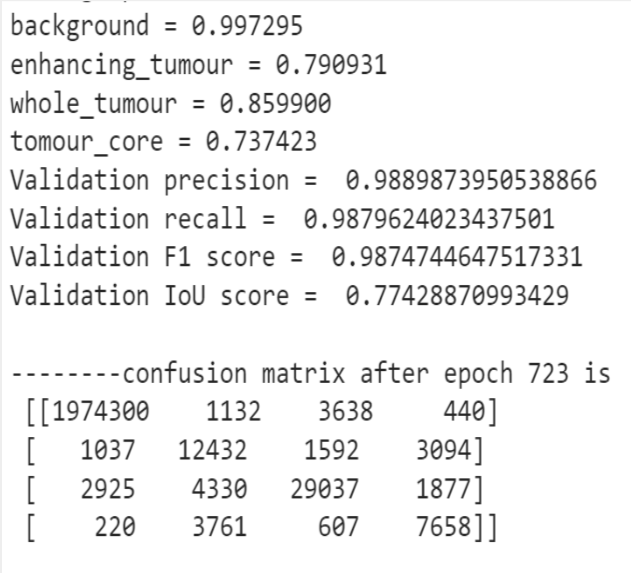 background = 0.997295
enhancing_tumour = 0.790931
whole_tumour = 0.859900
tomour_core = 0.737423
Validation precision =  0.9889873950538866
Validation recall =  0.9879624023437501
Validation F1 score =  0.9874744647517331
Validation IoU score =  0.77428870993429
--------confusion matrix after epoch 723 is
[[1974300    1132    3638     440]
[   1037   12432    1592    3094]
[   2925    4330   29037    1877]
[    220    3761     607    7658]]